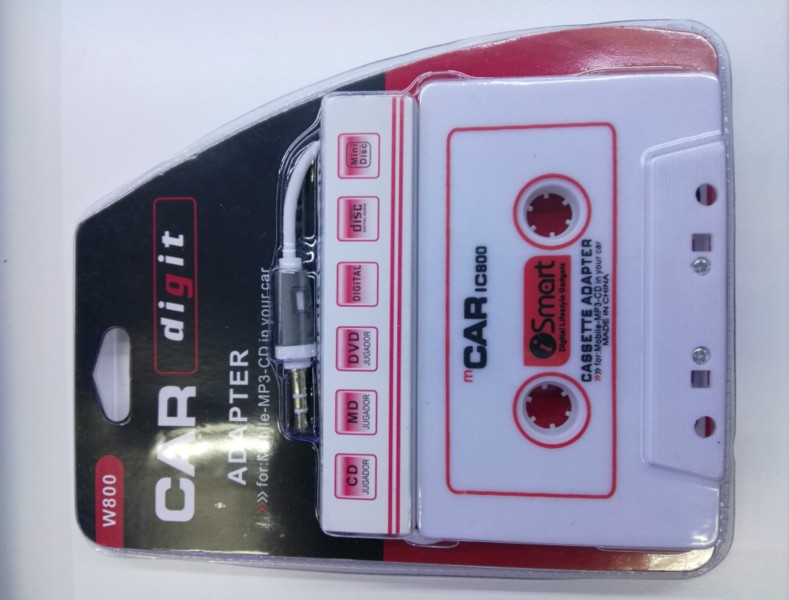 W800
CAR
digit
ADAPTER
»» for:Mobile-MP3-CD in your car
CD
JUGADOR
MD
JUGADOR
DVD
JUGADOR
DIGITAL
disc
Mini
Disc
mCAR IC800
iSmart
Digital Lifestyle Gadgets
CASSETTE ADAPTER
»» for:Mobile-MP3-CD in your car
MADE IN CHINA